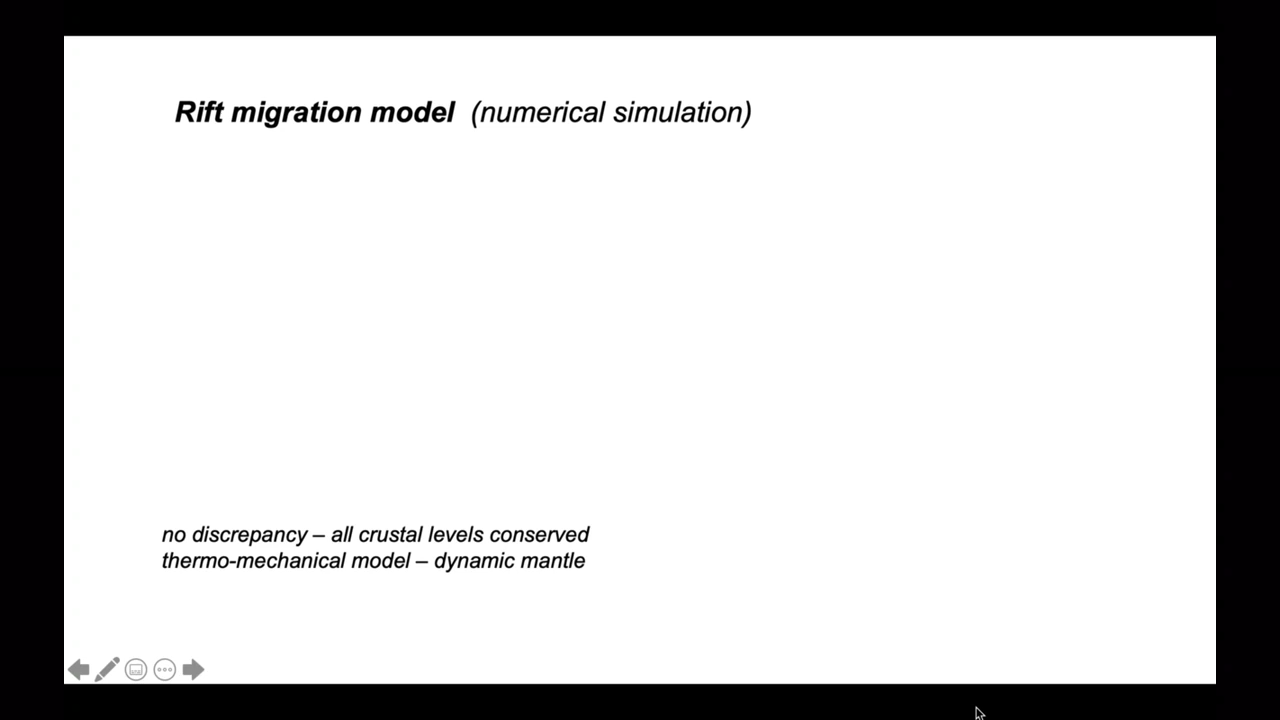 Rift migration model (numerical simulation)
no discrepancy – all crustal levels conserved
thermo-mechanical model – dynamic mantle